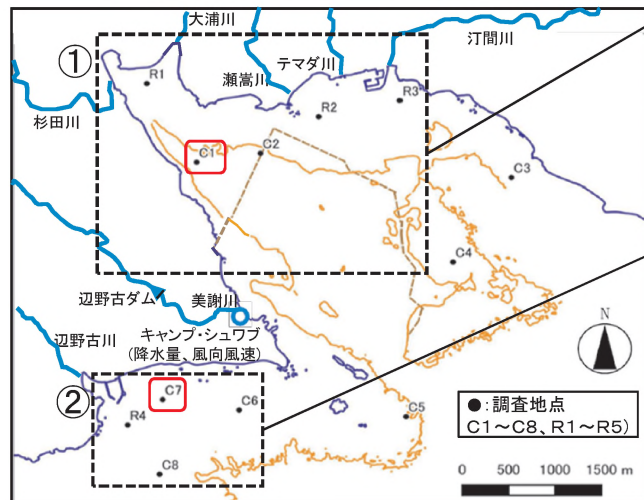 大浦川
テマダ川
汀間川
瀬嵩川
①
R1
R2
R3
杉田川
C1
C2
C3
C4
辺野古ダム
美謝川
辺野古川
キャンプ・シュワブ
(降水量、風向風速)
N
②
C7
C6
C5
R4
C8
●:調査地点
C1~C8、R1~R5)
0 500 1000 1500 m